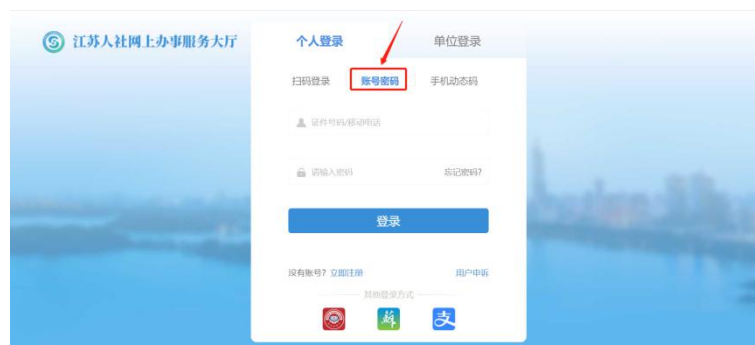 江苏人社网上办事服务大厅
个人登录 单位登录
扫码登录 账号密码 手机动态码
证件号码/移动电话
请输入密码 忘记密码?
登录
没有账号? 立即注册 用户申诉
其他登录方式
苏
支